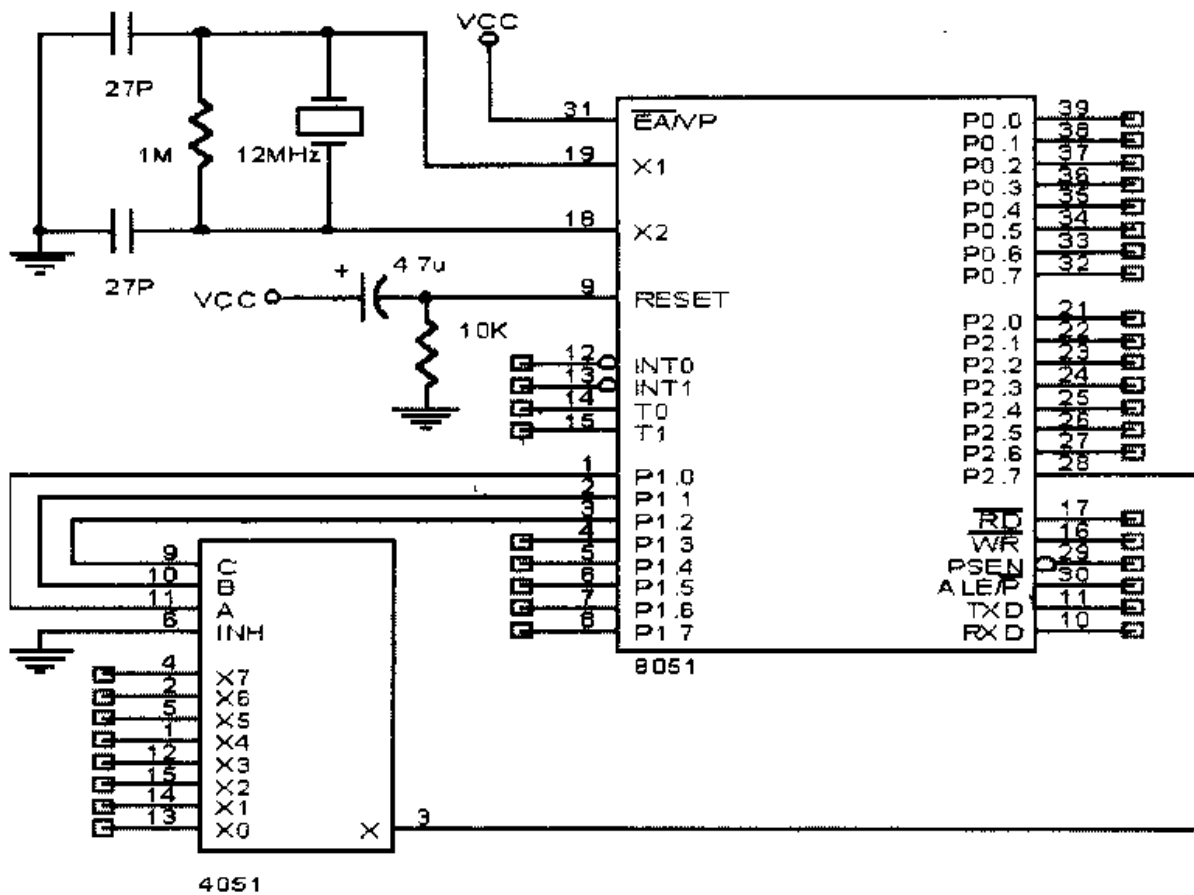 VCC
27P
1M
12MHz
27P
31
EA/VP
19
X1
18
X2
+
4.7u
VCC
9
RESET
10K
12
INT0
13
INT1
14
T0
15
T1
1
P1.0
2
P1.1
3
P1.2
4
P1.3
5
P1.4
6
P1.5
7
P1.6
8
P1.7
P0.0
39
P0.1
38
P0.2
37
P0.3
36
P0.4
35
P0.5
34
P0.6
33
P0.7
32
P2.0
21
P2.1
22
P2.2
23
P2.3
24
P2.4
25
P2.5
26
P2.6
27
P2.7
28
RD
17
WR
16
PSEN
29
ALE/P
30
TXD
11
RXD
10
8051
9
C
10
B
11
A
6
INH
4
X7
2
X6
5
X5
1
X4
12
X3
15
X2
14
X1
13
X0
X
3
4051